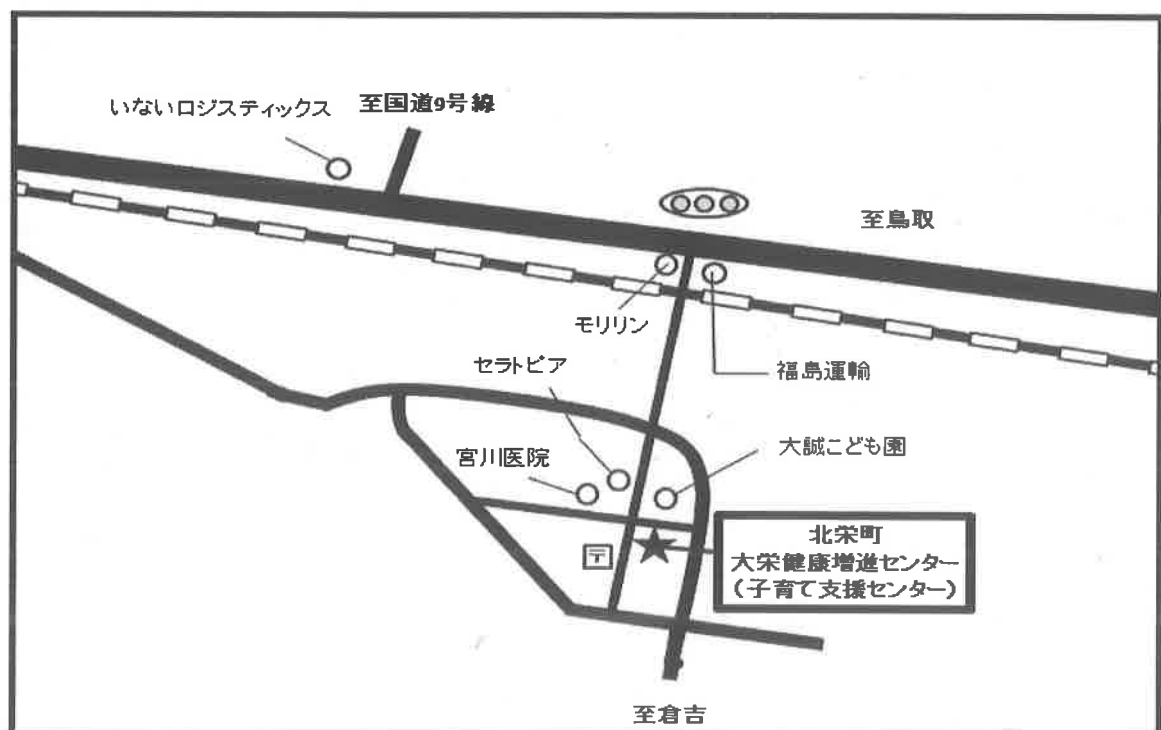 いないロジスティックス
至国道9号線
至鳥取
モリリン
福島運輸
セラトピア
大誠こども園
宮川医院
〒
北栄町
大栄健康増進センター
（子育て支援センター）
至倉吉